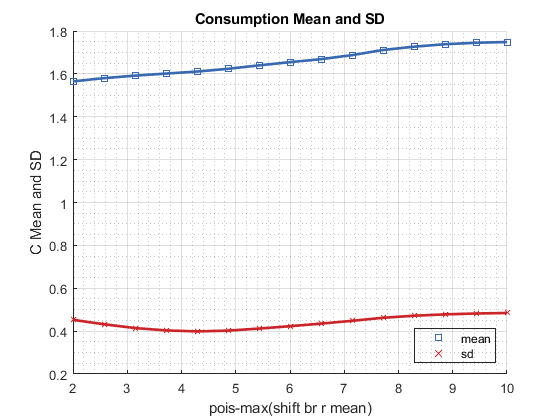 Consumption Mean and SD
1.8
1.6
1.4
1.2
1
0.8
0.6
0.4
0.2
C Mean and SD
2 3 4 5 6 7 8 9 10
pois-max(shift br r mean)
mean
sd